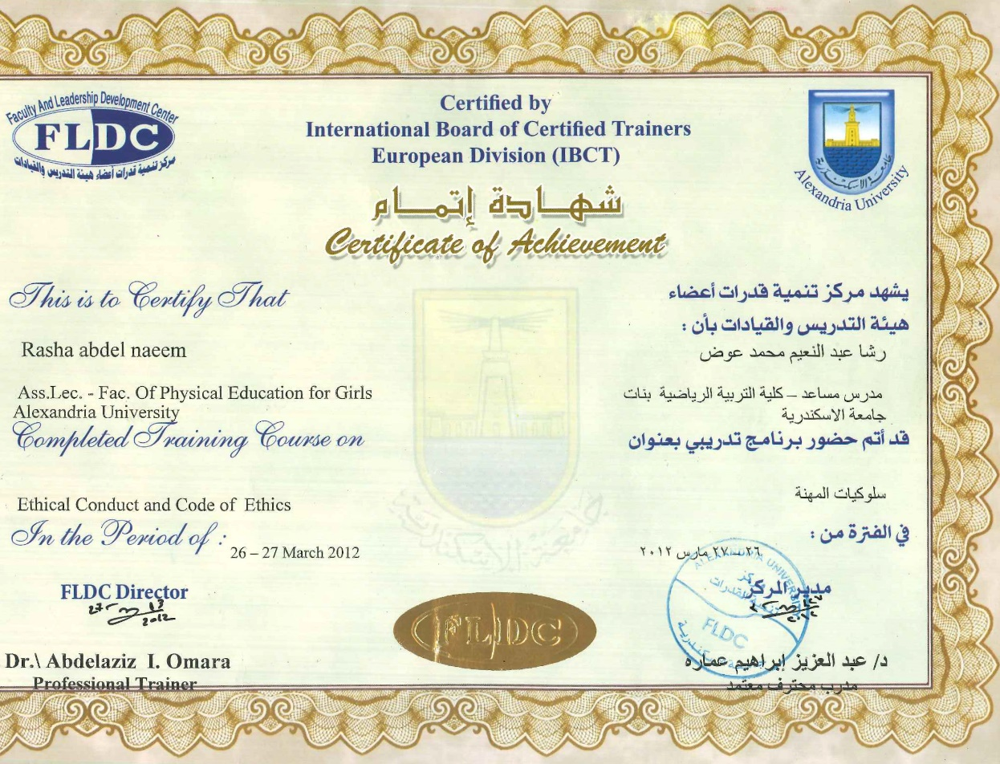 Faculty And Leadership Development Center
FLDC
مركز تنمية قدرات أعضاء هيئة التدريس والقيادات
Certified by
International Board of Certified Trainers
European Division (IBCT)
جامعة الاسكندرية
Alexandria University
شهادة إتمام
Certificate of Achievement
This is to Certify That
Rasha abdel naeem
Ass.Lec. - Fac. Of Physical Education for Girls
Alexandria University
Completed Training Course on
Ethical Conduct and Code of Ethics
In the Period of :
26 – 27 March 2012
FLDC Director
Dr.\ Abdelaziz I. Omara
Professional Trainer
يشهد مركز تنمية قدرات أعضاء
هيئة التدريس والقيادات بأن :
رشا عبد النعيم محمد عوض
مدرس مساعد – كلية التربية الرياضية بنات
جامعة الاسكندرية
قد أتم حضور برنامج تدريبي بعنوان
سلوكيات المهنة
في الفترة من :
٢٦ – ٢٧ مارس ٢٠١٢
مدير المركز
د/ عبد العزيز إبراهيم عماره
مدرب محترف معتمد
جامعة الاسكندرية
FLDC
ALEXANDRIA UNIVERSITY
FLDC